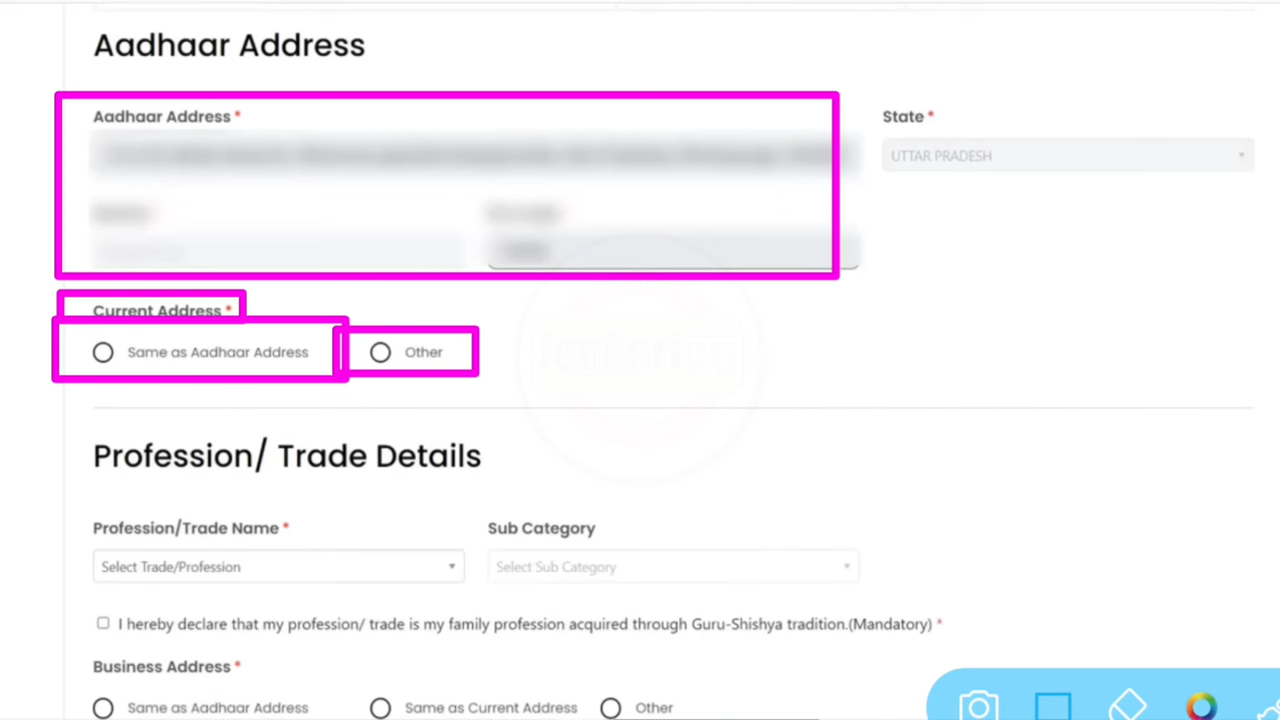 Aadhaar Address
Aadhaar Address * State *
UTTAR PRADESH
Current Address *
Same as Aadhaar Address Other
Profession/ Trade Details
Profession/Trade Name * Sub Category
Select Trade/Profession Select Sub Category
I hereby declare that my profession/ trade is my family profession acquired through Guru-Shishya tradition.(Mandatory) *
Business Address *
Same as Aadhaar Address Same as Current Address Other